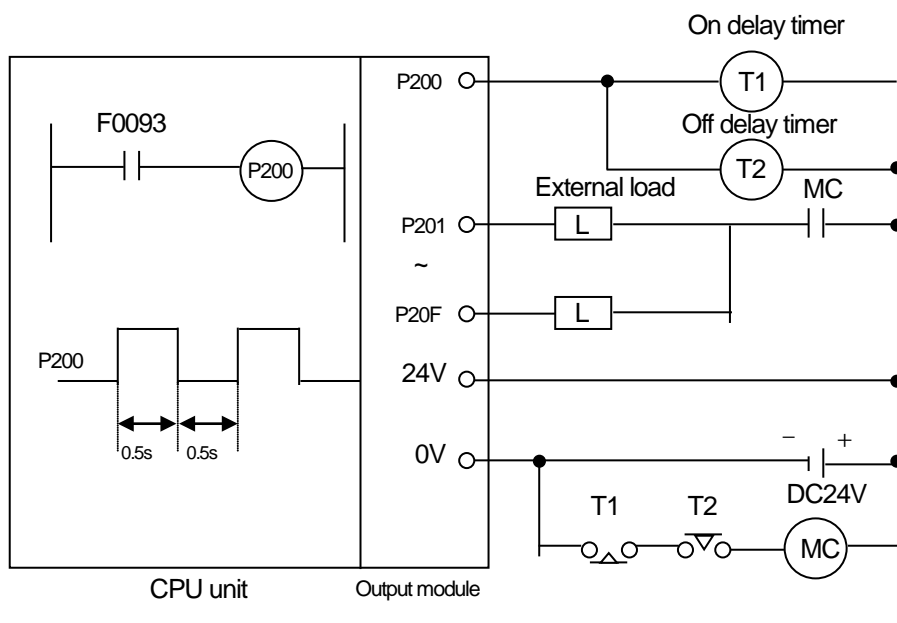 On delay timer
P200
T1
F0093
P200
Off delay timer
T2
External load
MC
P201
L
~
P20F
L
P200
24V
0.5s
0.5s
0V
− +
DC24V
T1
T2
MC
CPU unit
Output module